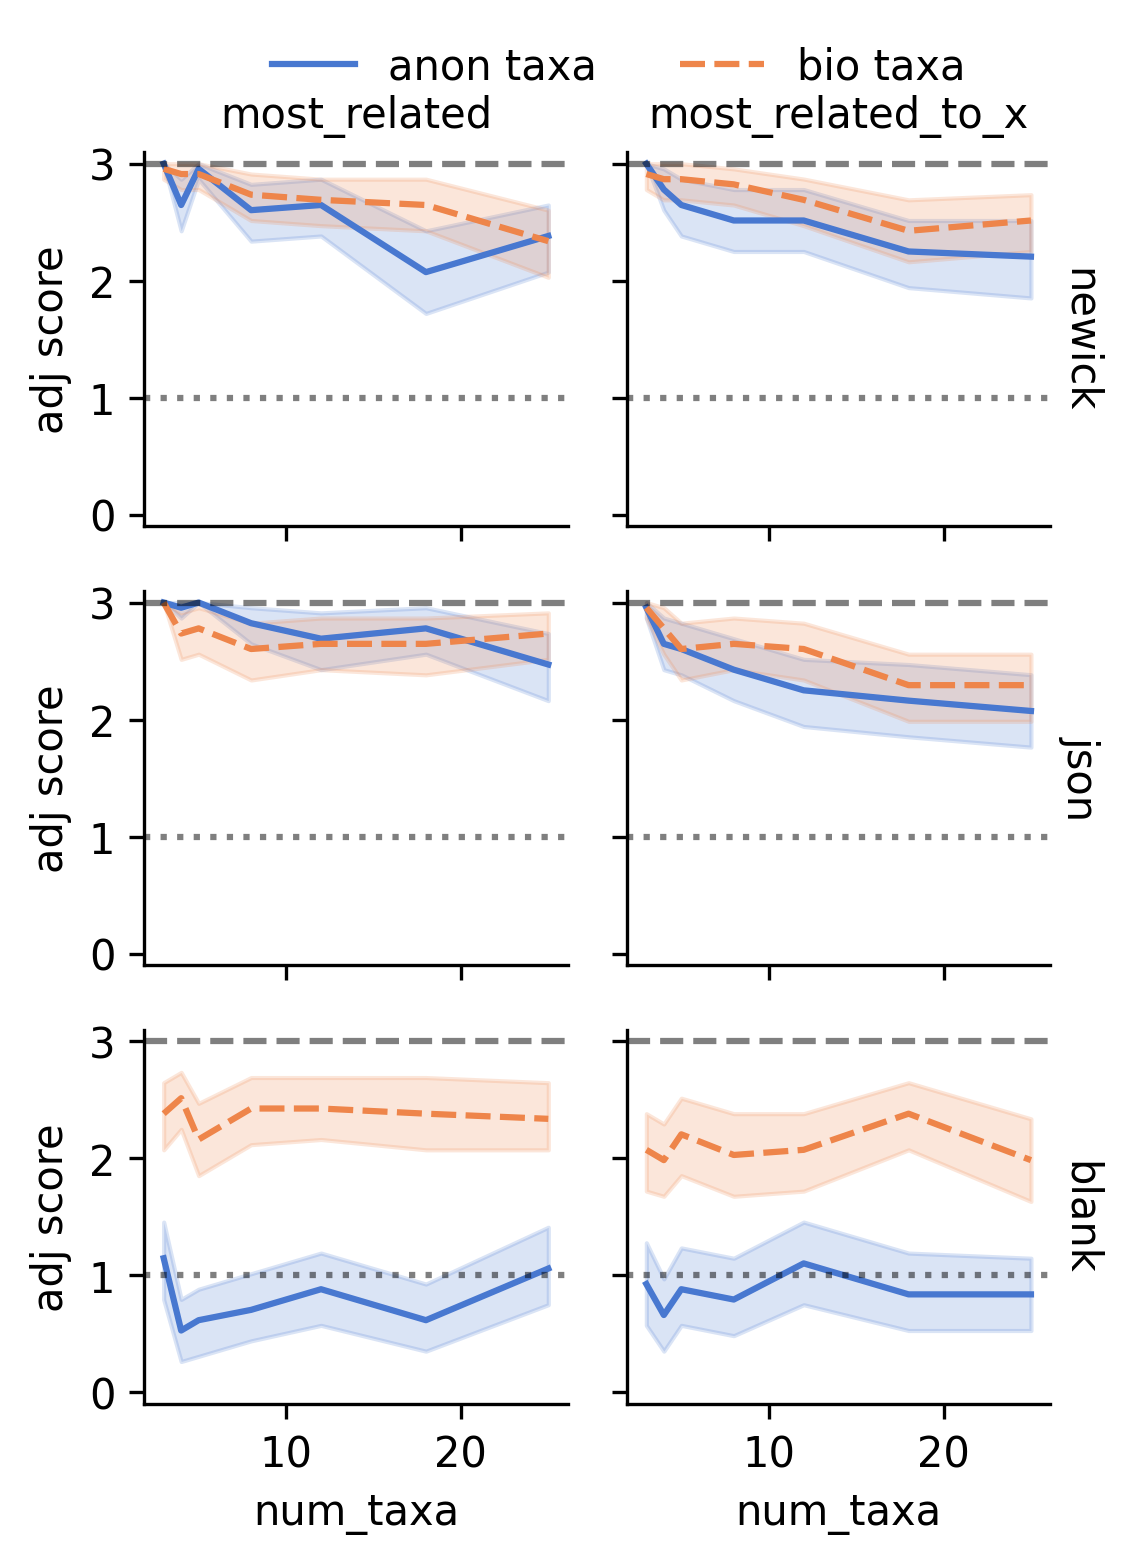 anon taxa bio taxa
most_related most_related_to_x
3
2
1
0
adj score
newick
3
2
1
0
adj score
json
3
2
1
0
adj score
blank
10 20 10 20
num_taxa num_taxa